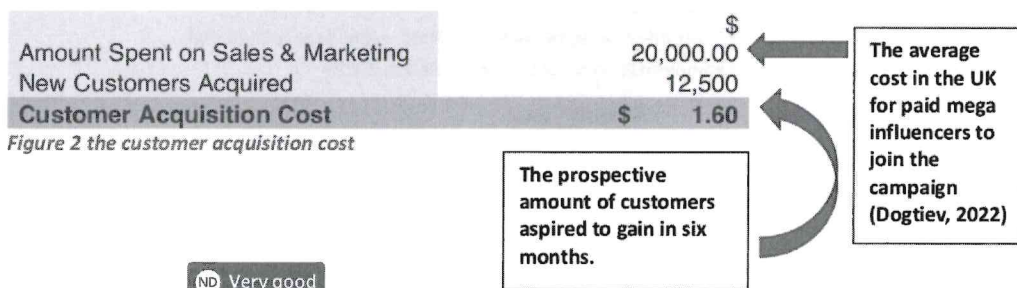 $
Amount Spent on Sales & Marketing 20,000.00
New Customers Acquired 12,500
Customer Acquisition Cost $ 1.60
Figure 2 the customer acquisition cost
The average
cost in the UK
for paid mega
influencers to
join the
campaign
(Dogtiev, 2022)
The prospective
amount of customers
aspired to gain in six
months.
ND Very good